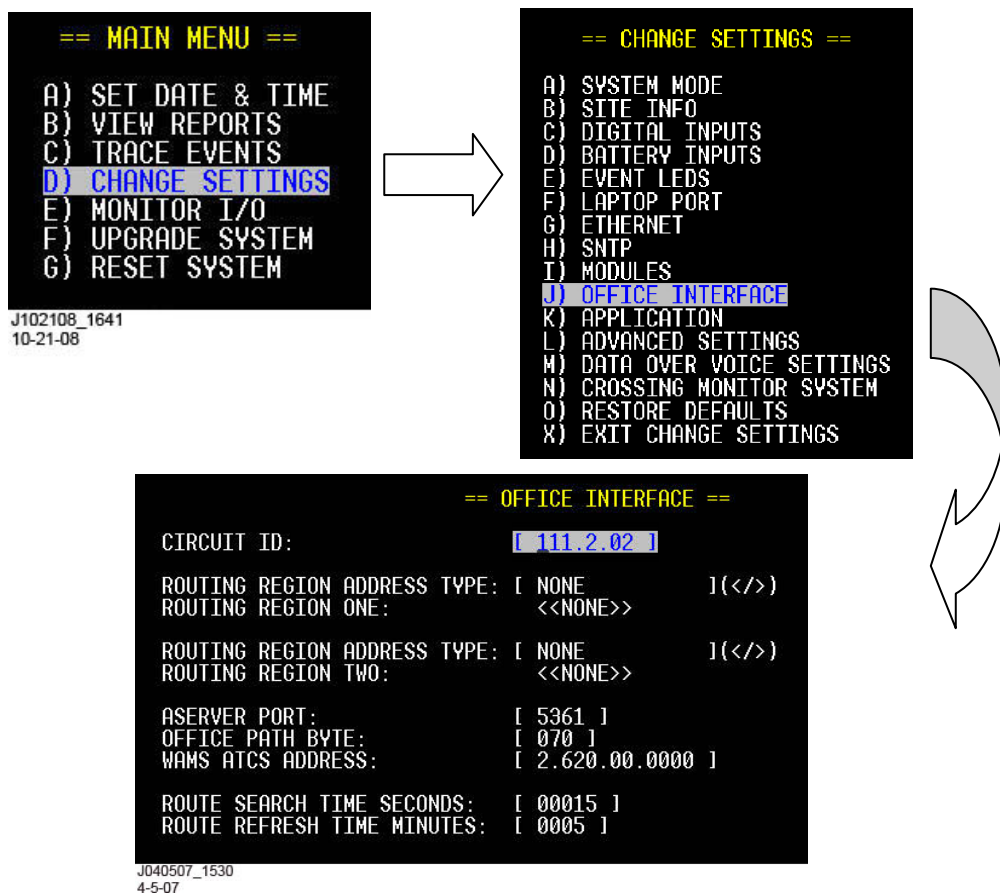 == MAIN MENU ==
A) SET DATE & TIME
B) VIEW REPORTS
C) TRACE EVENTS
D) CHANGE SETTINGS
E) MONITOR I/O
F) UPGRADE SYSTEM
G) RESET SYSTEM
J102108_1641
10-21-08
== CHANGE SETTINGS ==
A) SYSTEM MODE
B) SITE INFO
C) DIGITAL INPUTS
D) BATTERY INPUTS
E) EVENT LEDS
F) LAPTOP PORT
G) ETHERNET
H) SNTP
I) MODULES
J) OFFICE INTERFACE
K) APPLICATION
L) ADVANCED SETTINGS
M) DATA OVER VOICE SETTINGS
N) CROSSING MONITOR SYSTEM
O) RESTORE DEFAULTS
X) EXIT CHANGE SETTINGS
== OFFICE INTERFACE ==
CIRCUIT ID: [ 111.2.02 ]
ROUTING REGION ADDRESS TYPE: [ NONE ](</>)
ROUTING REGION ONE: <<NONE>>
ROUTING REGION ADDRESS TYPE: [ NONE ](</>)
ROUTING REGION TWO: <<NONE>>
ASERVER PORT: [ 5361 ]
OFFICE PATH BYTE: [ 070 ]
WAMS ATCS ADDRESS: [ 2.620.00.0000 ]
ROUTE SEARCH TIME SECONDS: [ 00015 ]
ROUTE REFRESH TIME MINUTES: [ 0005 ]
J040507_1530
4-5-07